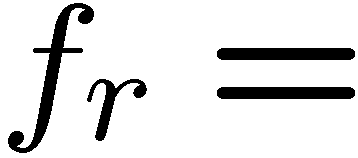 f_r =